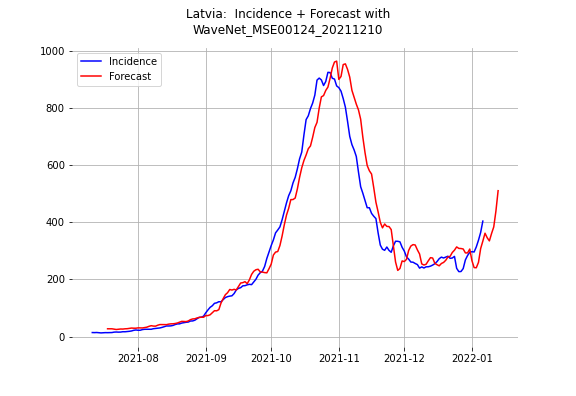 Latvia:  Incidence + Forecast with
WaveNet_MSE00124_20211210
Incidence
Forecast
1000
800
600
400
200
0
2021-08 2021-09 2021-10 2021-11 2021-12 2022-01